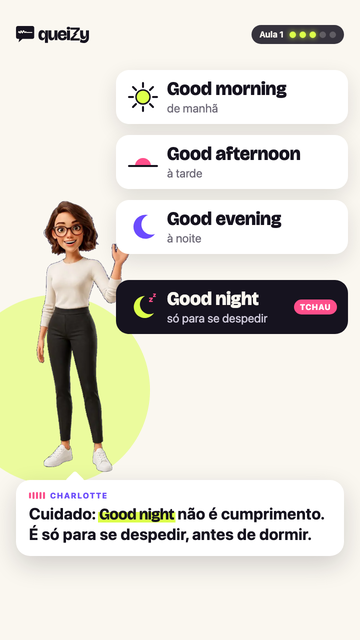 queiZy
Aula 1
Good morning
de manhã
Good afternoon
à tarde
Good evening
à noite
z z
Good night
só para se despedir
TCHAU
CHARLOTTE
Cuidado: Good night não é cumprimento.
É só para se despedir, antes de dormir.